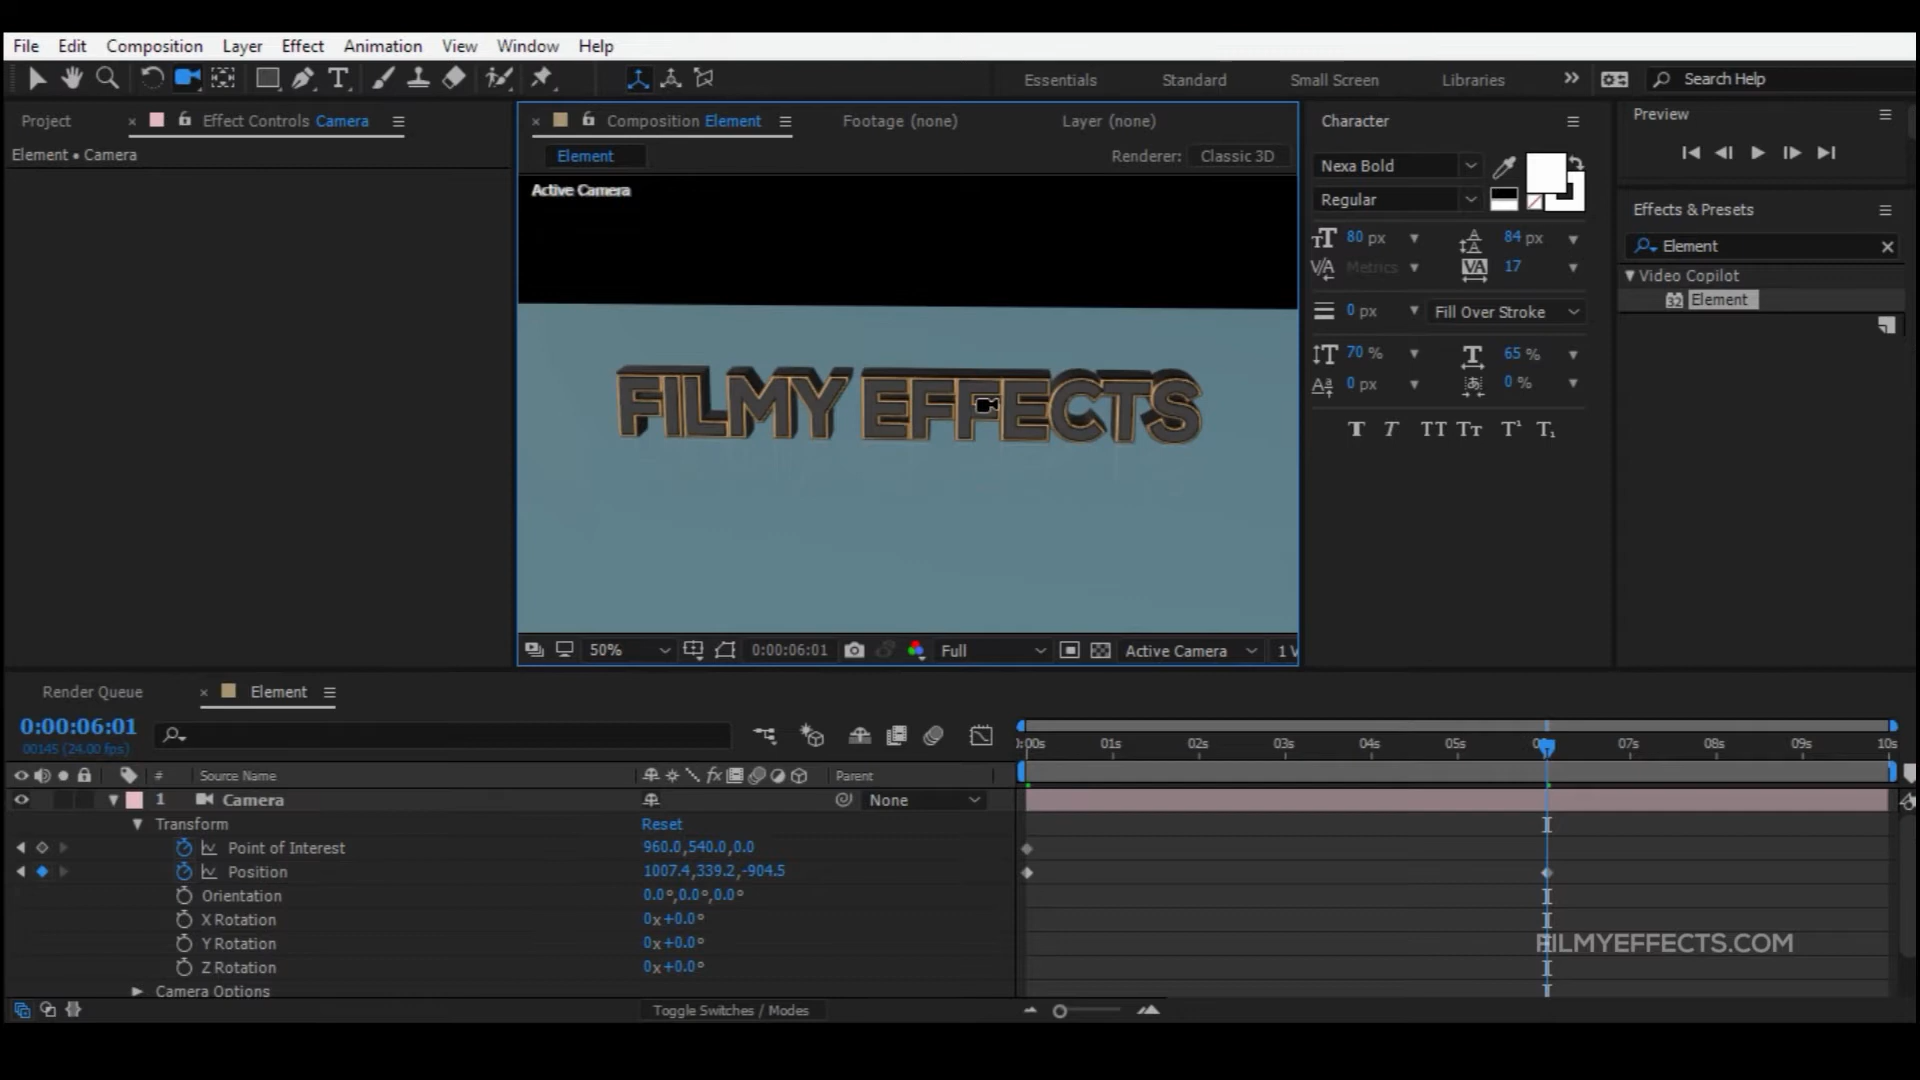 File Edit Composition Layer Effect Animation View Window Help
Essentials Standard Small Screen Libraries Search Help
Project Effect Controls Camera
Element • Camera
Composition Element Footage (none) Layer (none)
Element Renderer: Classic 3D
Active Camera
FILMY EFFECTS
50% 0:00:06:01 Full Active Camera 1 V
Character
Nexa Bold
Regular
80 px 84 px
Metrics 17
0 px Fill Over Stroke
70 % 65 %
0 px 0 %
T T TT Tt T¹ T₁
Preview
Effects & Presets
Element
Video Copilot
32 Element
Render Queue Element
0:00:06:01
00145 (24.00 fps)
:00s 01s 02s 03s 04s 05s 07s 08s 09s 10s
# Source Name fx Parent
1 Camera None
Transform Reset
Point of Interest 960.0,540.0,0.0
Position 1007.4,339.2,-904.5
Orientation 0.0°,0.0°,0.0°
X Rotation 0x+0.0°
Y Rotation 0x+0.0°
Z Rotation 0x+0.0°
Camera Options
FILMYEFFECTS.COM
Toggle Switches / Modes